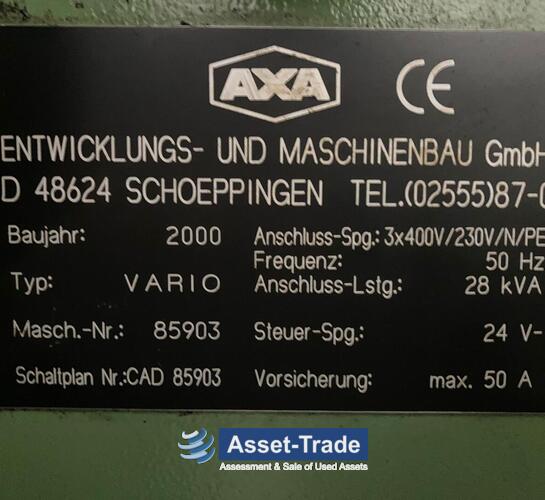 AXA CE
ENTWICKLUNGS- UND MASCHINENBAU GmbH
D 48624 SCHOEPPINGEN TEL.(02555)87-0
Baujahr: 2000 Anschluss-Spg.: 3x400V/230V/N/PE
Frequenz: 50 Hz
Typ: VARIO Anschluss-Lstg.: 28 kVA
Masch.-Nr.: 85903 Steuer-Spg.: 24 V-
Schaltplan Nr.:CAD 85903 Vorsicherung: max. 50 A
Asset-Trade
Assessment & Sale of Used Assets